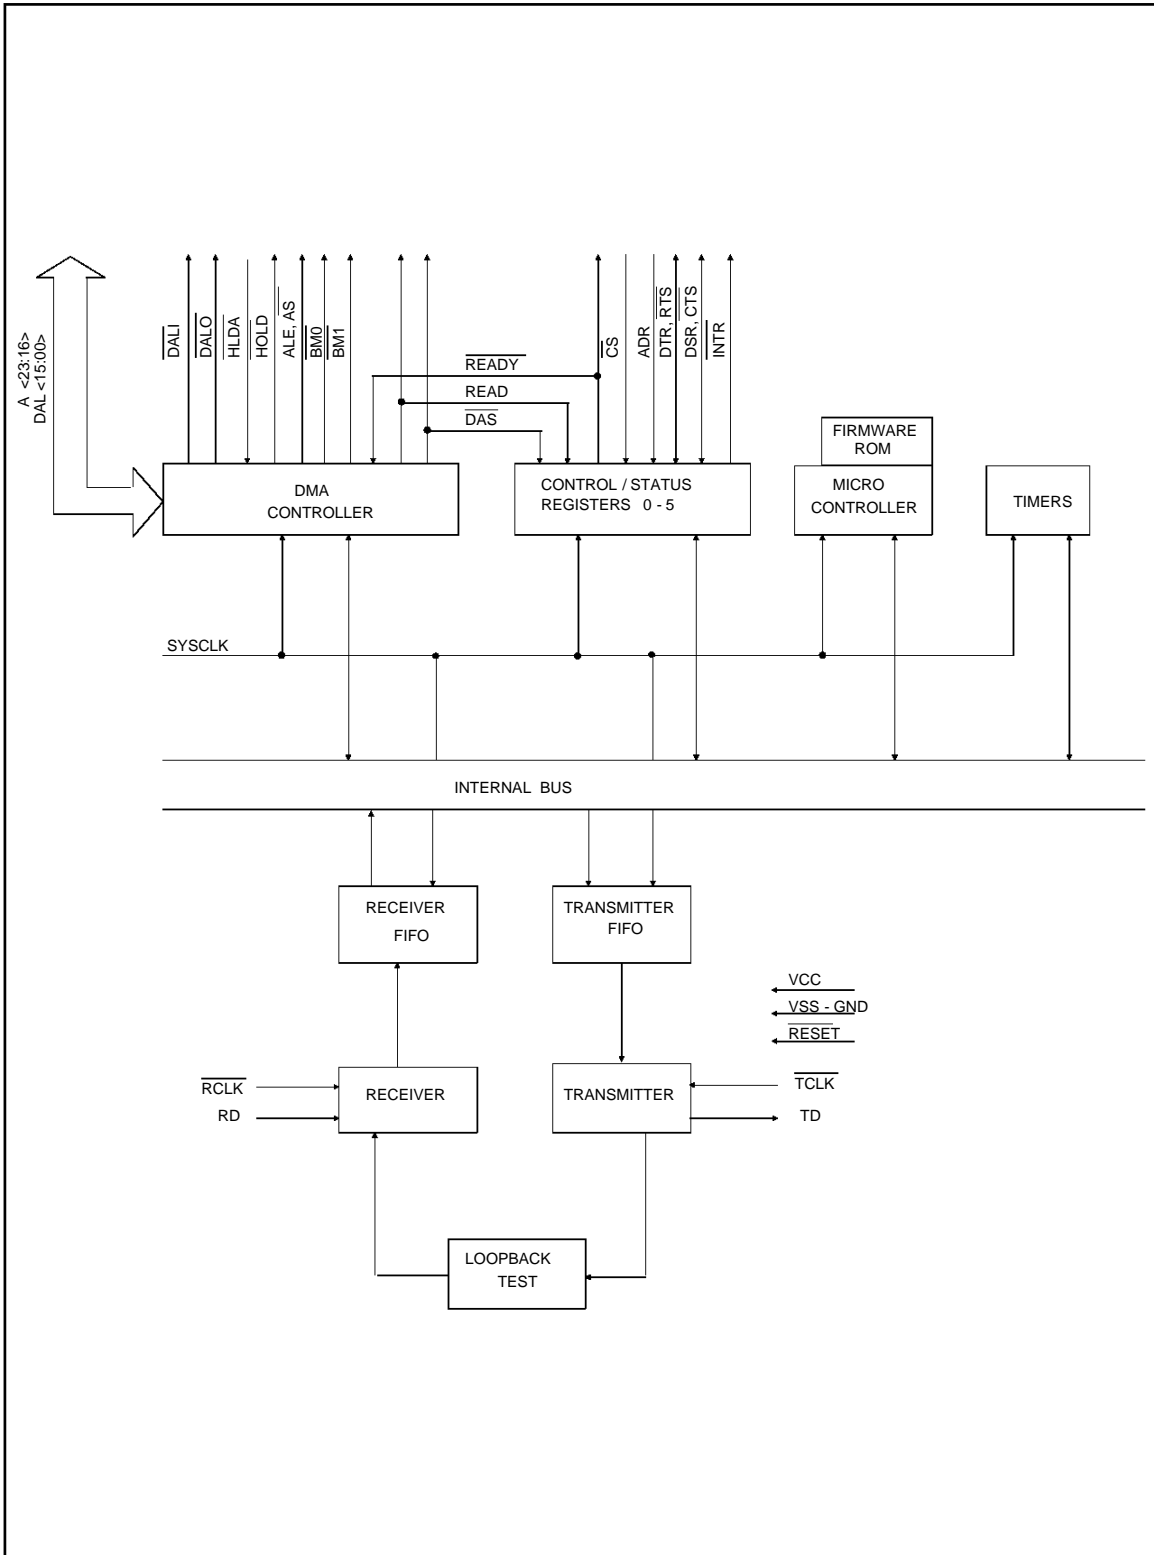 A <23:16>
DAL <15:00>
DALI
DALO
HLDA
HOLD
ALE, AS
BM0
BM1
READY
READ
DAS
CS
ADR
DTR, RTS
DSR, CTS
INTR
DMA
CONTROLLER
CONTROL / STATUS
REGISTERS 0 - 5
FIRMWARE
ROM
MICRO
CONTROLLER
TIMERS
SYSCLK
INTERNAL BUS
RECEIVER
FIFO
TRANSMITTER
FIFO
VCC
VSS - GND
RESET
RCLK
RD
RECEIVER
TRANSMITTER
TCLK
TD
LOOPBACK
TEST